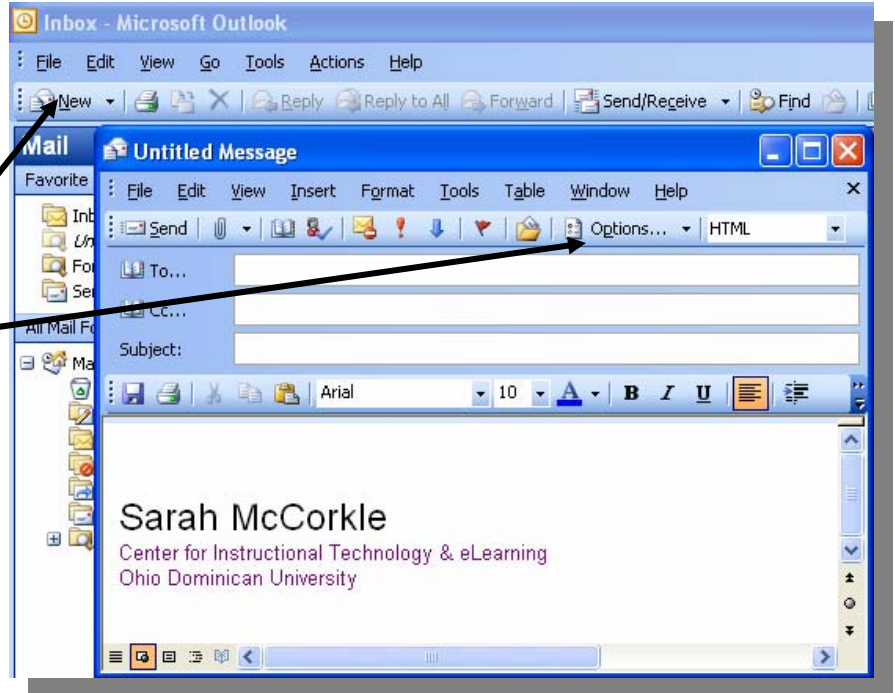 Inbox - Microsoft Outlook
File Edit View Go Tools Actions Help
New Reply Reply to All Forward Send/Receive Find
Mail
Untitled Message
Favorite
File Edit View Insert Format Tools Table Window Help
Send Options... HTML
To...
Cc...
Subject:
All Mail
Arial 10 A B I U
Sarah McCorkle
Center for Instructional Technology & eLearning
Ohio Dominican University